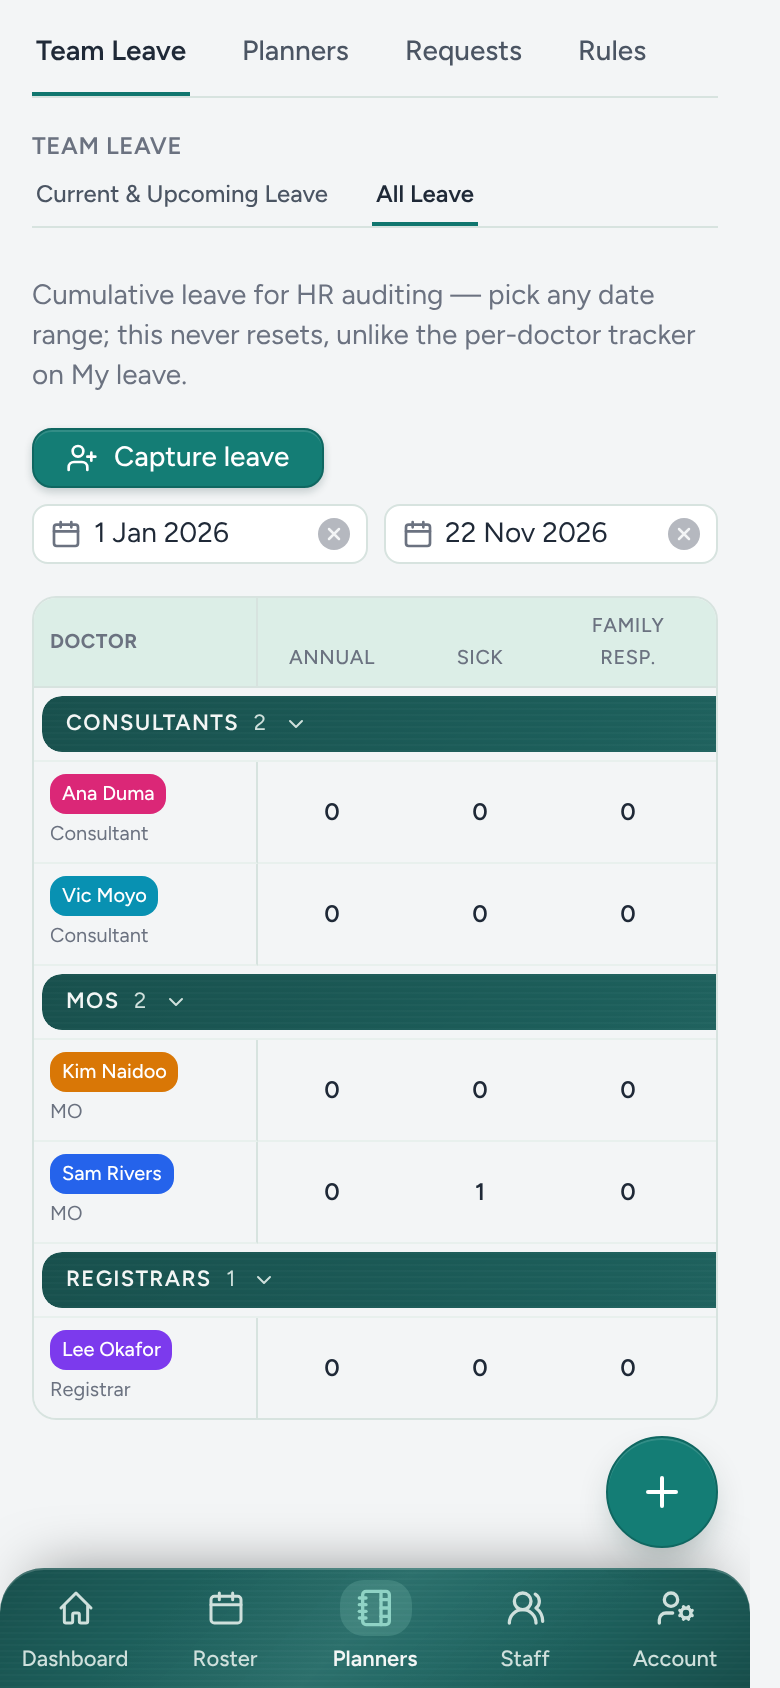 Team Leave Planners Requests Rules
TEAM LEAVE
Current & Upcoming Leave All Leave
Cumulative leave for HR auditing — pick any date
range; this never resets, unlike the per-doctor tracker
on My leave.
Capture leave
1 Jan 2026 22 Nov 2026
DOCTOR ANNUAL SICK FAMILY RESP.
CONSULTANTS 2
Ana Duma 0 0 0
Consultant
Vic Moyo 0 0 0
Consultant
MOS 2
Kim Naidoo 0 0 0
MO
Sam Rivers 0 1 0
MO
REGISTRARS 1
Lee Okafor 0 0 0
Registrar
Dashboard Roster Planners Staff Account